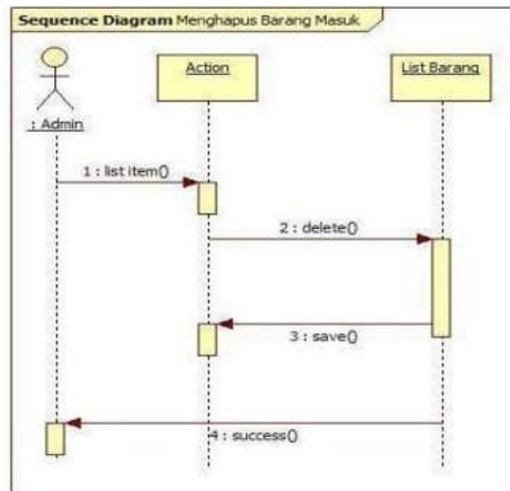 Sequence Diagram Menghapus Barang Masuk
Action
List Barang
: Admin
1 : list item()
2 : delete()
3 : save()
4 : success()